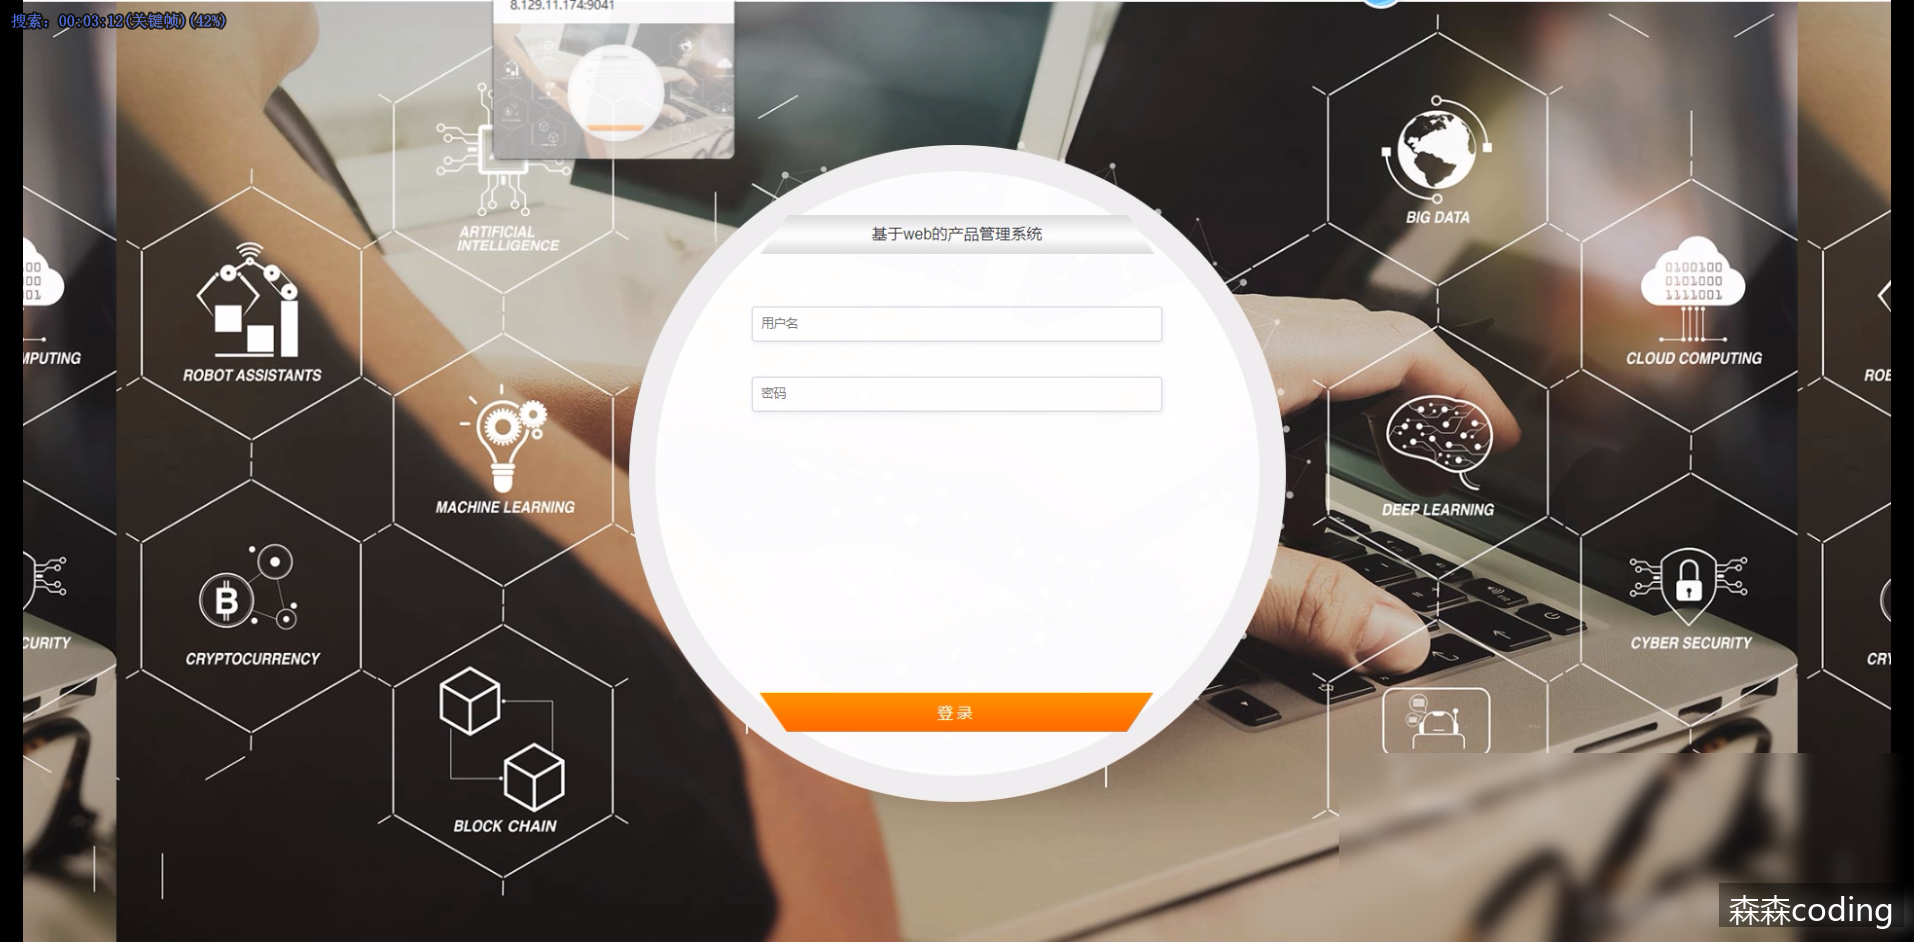 8.129.11.174:9041
搜索: 00:03:12(关键帧)(42%)
ARTIFICIAL
INTELLIGENCE
BIG DATA
基于web的产品管理系统
00
00
01
0100100
0101000
1111001
用户名
MPUTING
ROBOT ASSISTANTS
CLOUD COMPUTING
ROB
密码
MACHINE LEARNING
DEEP LEARNING
B
CURITY
CRYPTOCURRENCY
CYBER SECURITY
CRY
登录
BLOCK CHAIN
森森coding